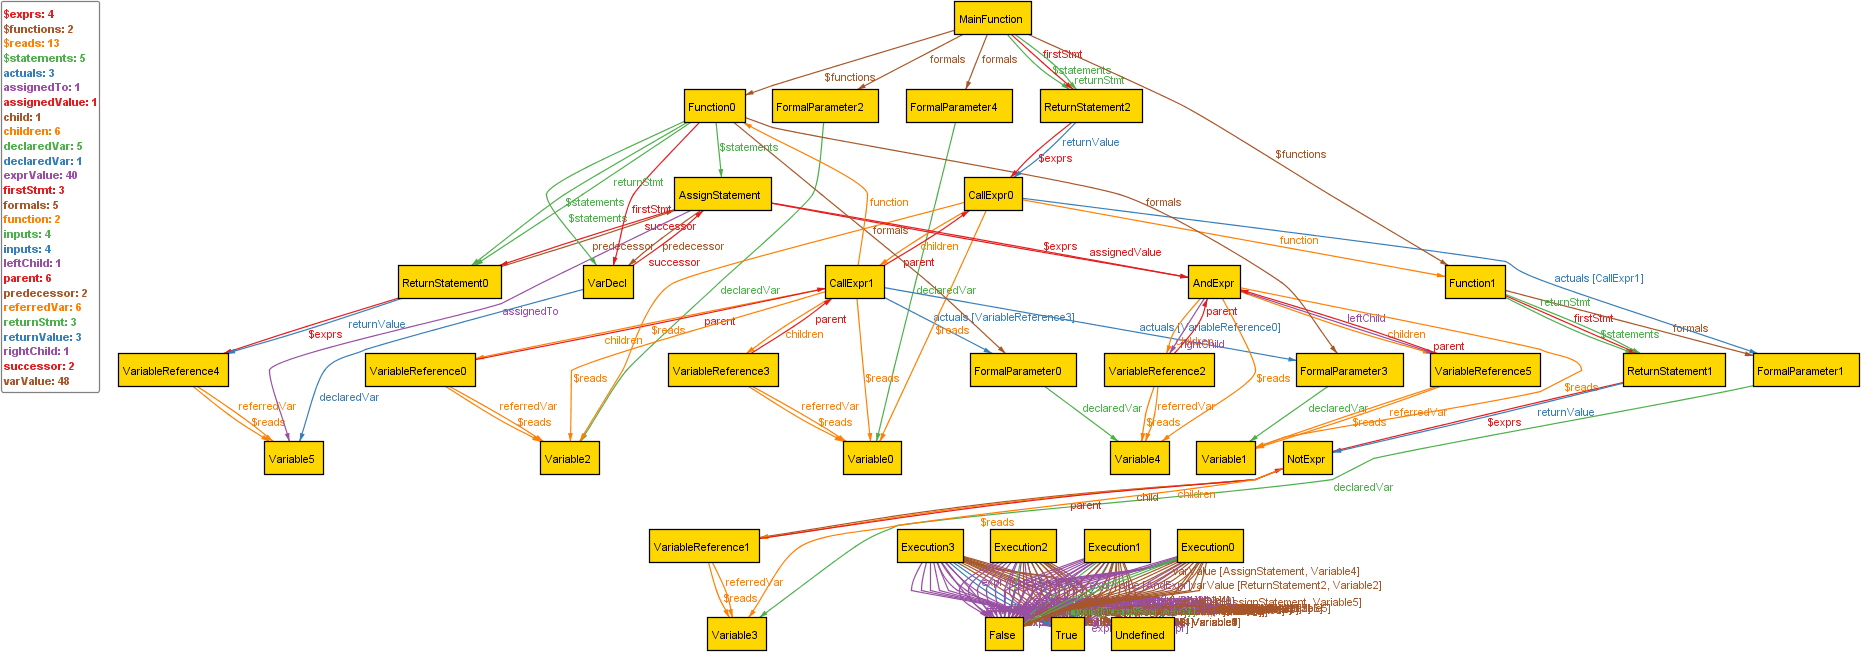 $exprs: 4
$functions: 2
$reads: 13
$statements: 5
actuals: 3
assignedTo: 1
assignedValue: 1
child: 1
children: 6
declaredVar: 5
declaredVar: 1
exprValue: 40
firstStmt: 3
formals: 5
function: 2
inputs: 4
inputs: 4
leftChild: 1
parent: 6
predecessor: 2
referredVar: 6
returnStmt: 3
returnValue: 3
rightChild: 1
successor: 2
varValue: 48
MainFunction
firstStmt
formals
formals
$functions
$statements
returnStmt
Function0
FormalParameter2
FormalParameter4
ReturnStatement2
$statements
returnValue
$exprs
$functions
returnStmt
AssignStatement
CallExpr0
$statements
firstStmt
function
formals
$statements
successor
formals
function
predecessor
predecessor
children
$exprs
assignedValue
successor
parent
actuals [CallExpr1]
ReturnStatement0
VarDecl
CallExpr1
AndExpr
Function1
declaredVar
declaredVar
returnStmt
assignedTo
parent
leftChild
firstStmt
returnValue
parent
parent
actuals [VariableReference3]
actuals [VariableReference0]
formals
$exprs
$reads
children
children
$reads
children
$statements
parent
VariableReference4
VariableReference0
VariableReference3
FormalParameter0
VariableReference2
rightChild
FormalParameter3
VariableReference5
ReturnStatement1
FormalParameter1
$reads
$reads
$reads
$reads
declaredVar
referredVar
referredVar
referredVar
declaredVar
referredVar
declaredVar
referredVar
returnValue
$reads
$reads
$reads
$reads
$reads
$exprs
Variable5
Variable2
Variable0
Variable4
Variable1
NotExpr
declaredVar
child
children
parent
$reads
VariableReference1
Execution3
Execution2
Execution1
Execution0
varValue [AssignStatement, Variable4]
referredVar
varValue [ReturnStatement2, Variable2]
$reads
Variable3
False
True
Undefined